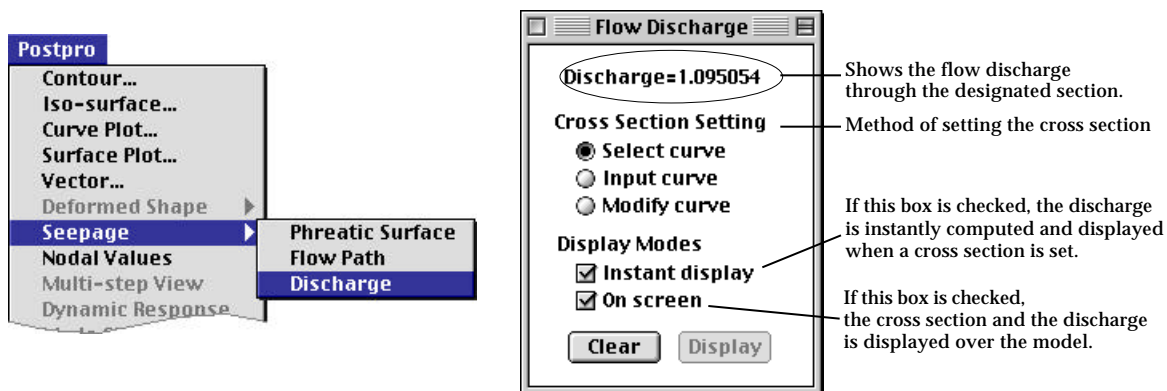 Postpro
Contour...
Iso-surface...
Curve Plot...
Surface Plot...
Vector...
Deformed Shape
Seepage
Nodal Values
Multi-step View
Dynamic Response
Phreatic Surface
Flow Path
Discharge
Flow Discharge
Discharge=1.095054
Cross Section Setting
Select curve
Input curve
Modify curve
Display Modes
Instant display
On screen
Clear Display
Shows the flow discharge
through the designated section.
Method of setting the cross section
If this box is checked, the discharge
is instantly computed and displayed
when a cross section is set.
If this box is checked,
the cross section and the discharge
is displayed over the model.